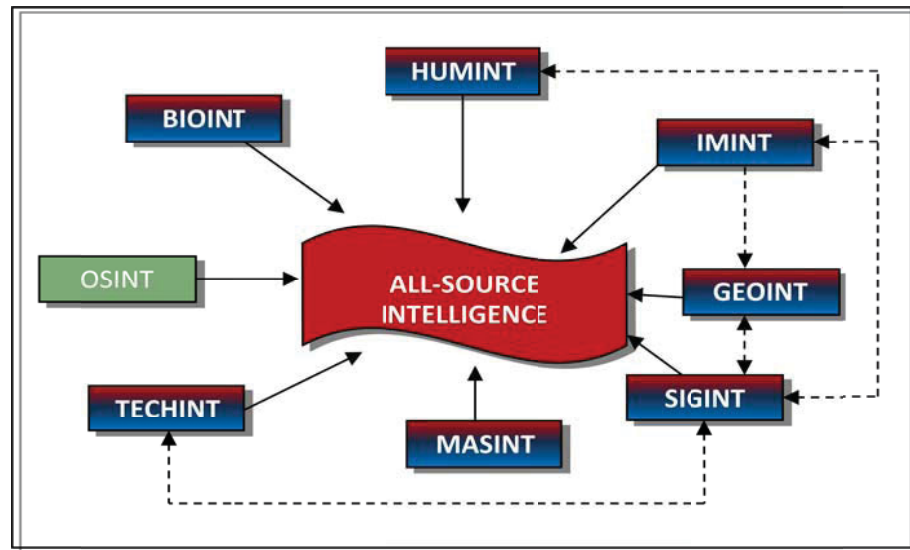 HUMINT
BIOINT
IMINT
OSINT
ALL-SOURCE
INTELLIGENCE
GEOINT
TECHINT
SIGINT
MASINT